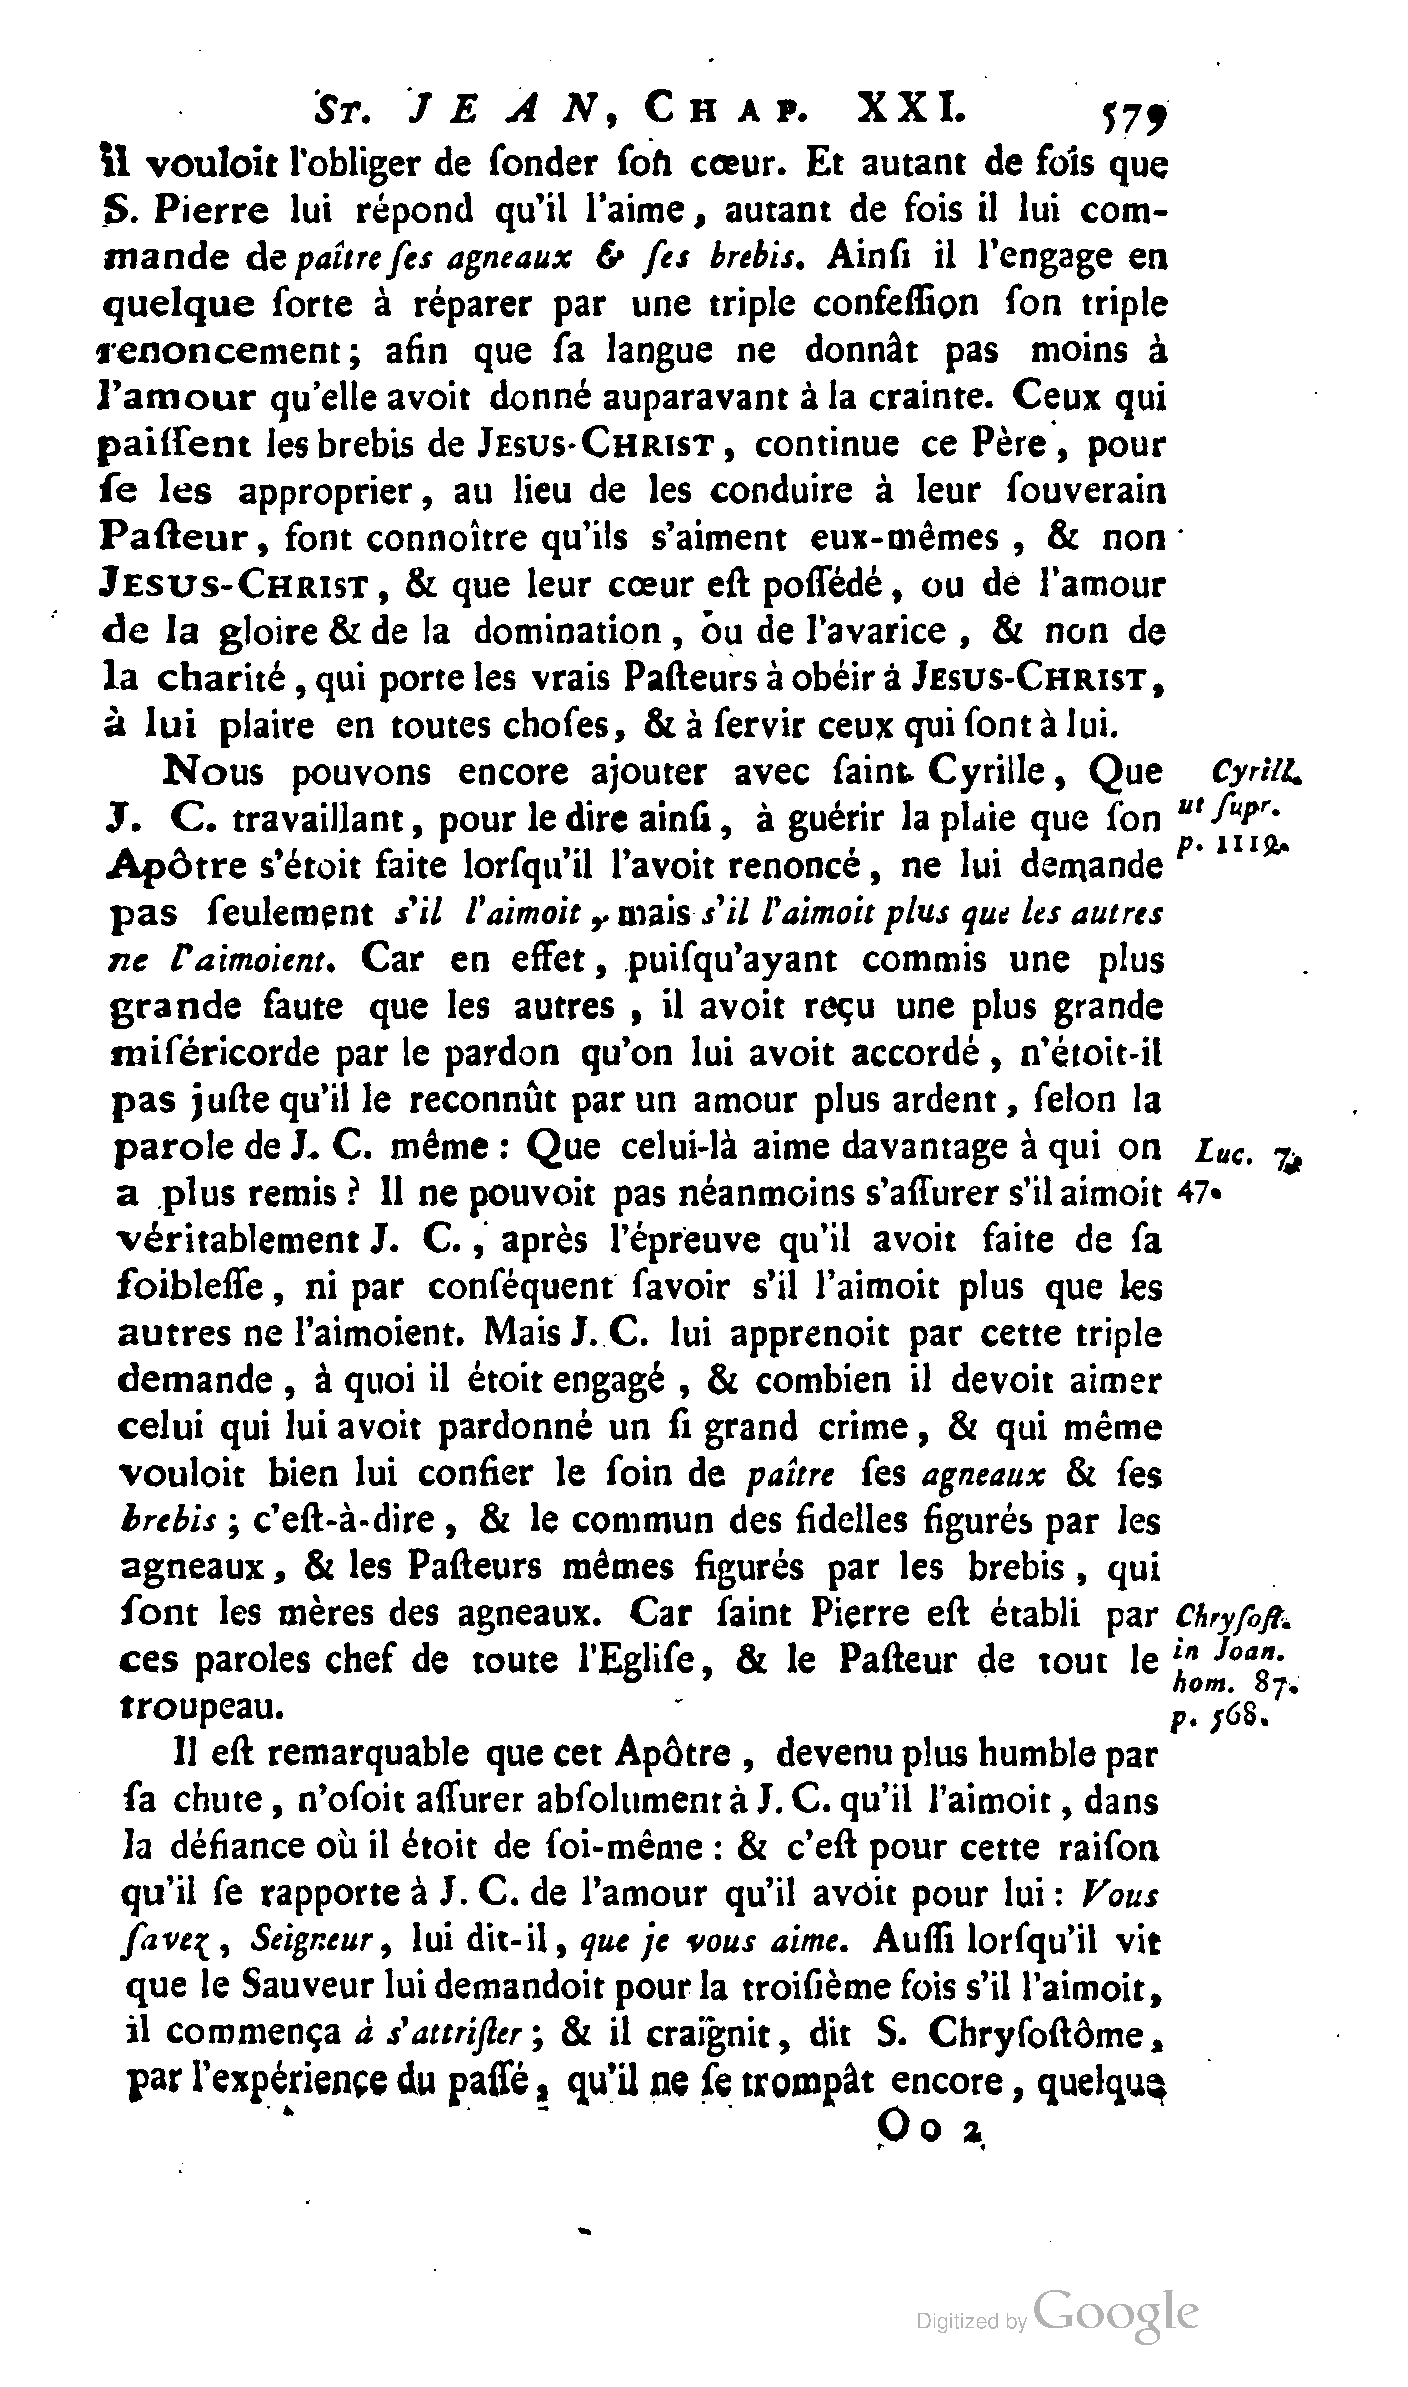 St. JEAN, Chap. XXI. 579
il vouloit l'obliger de ſonder ſon cœur. Et autant de fois que
S. Pierre lui répond qu'il l'aime, autant de fois il lui com-
mande de paître ſes agneaux & ſes brebis. Ainſi il l'engage en
quelque ſorte à réparer par une triple confeſſion ſon triple
renoncement; afin que ſa langue ne donnât pas moins à
l'amour qu'elle avoit donné auparavant à la crainte. Ceux qui
paiſſent les brebis de JESUS-CHRIST, continue ce Père, pour
ſe les approprier, au lieu de les conduire à leur ſouverain
Paſteur, font connoître qu'ils s'aiment eux-mêmes, & non
JESUS-CHRIST, & que leur cœur eſt poſſédé, ou de l'amour
de la gloire & de la domination, ou de l'avarice, & non de
la charité, qui porte les vrais Paſteurs à obéir à JESUS-CHRIST,
à lui plaire en toutes choſes, & à ſervir ceux qui ſont à lui.
Nous pouvons encore ajouter avec ſaint Cyrille, Que
Cyrill.
J. C. travaillant, pour le dire ainſi, à guérir la plaie que ſon
ut ſupr.
p. 1119.
Apôtre s'étoit faite lorſqu'il l'avoit renoncé, ne lui demande
pas ſeulement s'il l'aimoit, mais s'il l'aimoit plus que les autres
ne l'aimoient. Car en effet, puiſqu'ayant commis une plus
grande faute que les autres, il avoit reçu une plus grande
miſéricorde par le pardon qu'on lui avoit accordé, n'étoit-il
pas juſte qu'il le reconnût par un amour plus ardent, ſelon la
parole de J. C. même: Que celui-là aime davantage à qui on
Luc. 7.
a plus remis? Il ne pouvoit pas néanmoins s'aſſurer s'il aimoit
47.
véritablement J. C., après l'épreuve qu'il avoit faite de ſa
foibleſſe, ni par conſéquent ſavoir s'il l'aimoit plus que les
autres ne l'aimoient. Mais J. C. lui apprenoit par cette triple
demande, à quoi il étoit engagé, & combien il devoit aimer
celui qui lui avoit pardonné un ſi grand crime, & qui même
vouloit bien lui confier le ſoin de paître ſes agneaux & ſes
brebis; c'eſt-à-dire, & le commun des fidelles figurés par les
agneaux, & les Paſteurs mêmes figurés par les brebis, qui
ſont les mères des agneaux. Car ſaint Pierre eſt établi par
Chryſoſt.
ces paroles chef de toute l'Egliſe, & le Paſteur de tout le
in Joan.
hom. 87.
troupeau.
p. 568.
Il eſt remarquable que cet Apôtre, devenu plus humble par
ſa chute, n'oſoit aſſurer abſolument à J. C. qu'il l'aimoit, dans
la défiance où il étoit de ſoi-même: & c'eſt pour cette raiſon
qu'il ſe rapporte à J. C. de l'amour qu'il avoit pour lui: Vous
ſavez, Seigneur, lui dit-il, que je vous aime. Auſſi lorſqu'il vit
que le Sauveur lui demandoit pour la troiſième fois s'il l'aimoit,
il commença à s'attriſter; & il craignit, dit S. Chryſoſtôme,
par l'expérience du paſſé, qu'il ne ſe trompât encore, quelque
Oo 2
Digitized by Google